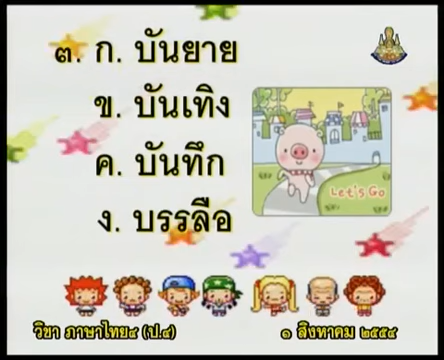 ๓. ก. บันยาย
ข. บันเทิง
ค. บันทึก
ง. บรรลือ
Let's Go
วิขา ภาษาไทย๔ (ป.๔)
๑ สิงหาคม ๒๕๕๔